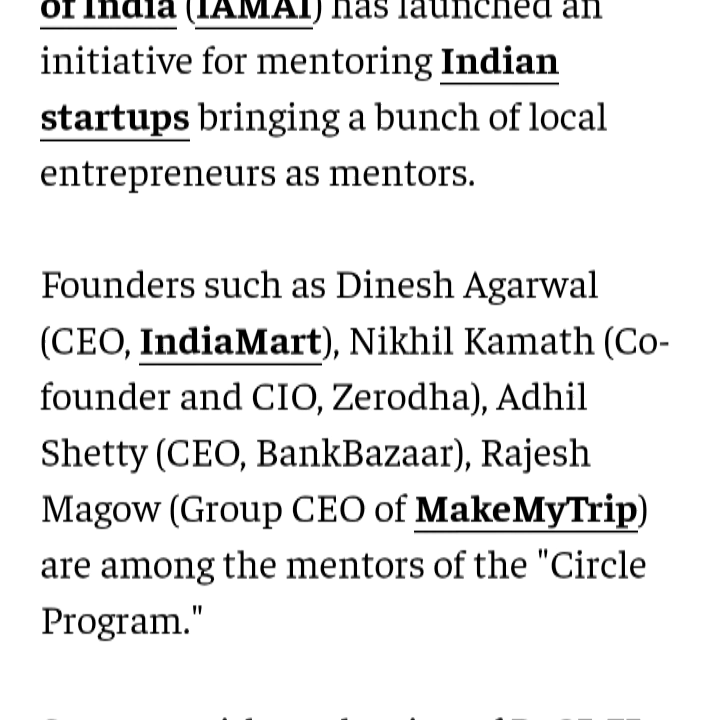 of India (IAMAI) has launched an
initiative for mentoring Indian
startups bringing a bunch of local
entrepreneurs as mentors.
Founders such as Dinesh Agarwal
(CEO, IndiaMart), Nikhil Kamath (Co-
founder and CIO, Zerodha), Adhil
Shetty (CEO, BankBazaar), Rajesh
Magow (Group CEO of MakeMyTrip)
are among the mentors of the "Circle
Program."